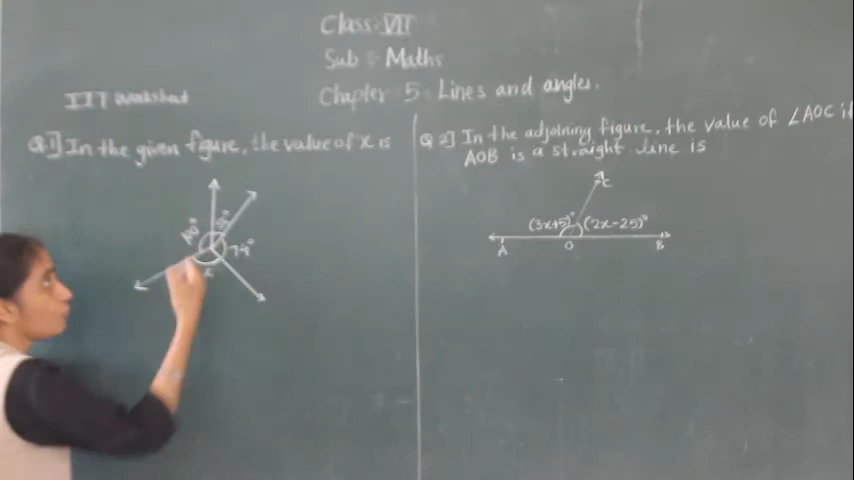 Class: VII
Sub : Maths
Chapter 5. Lines and angles.
III Worksheet
Q.1] In the given figure, the value of x is
110°
74°
x
Q 2] In the adjoining figure, the value of ∠AOC if
AOB is a straight line is
C
(3x+5)° (2x-25)°
A O B